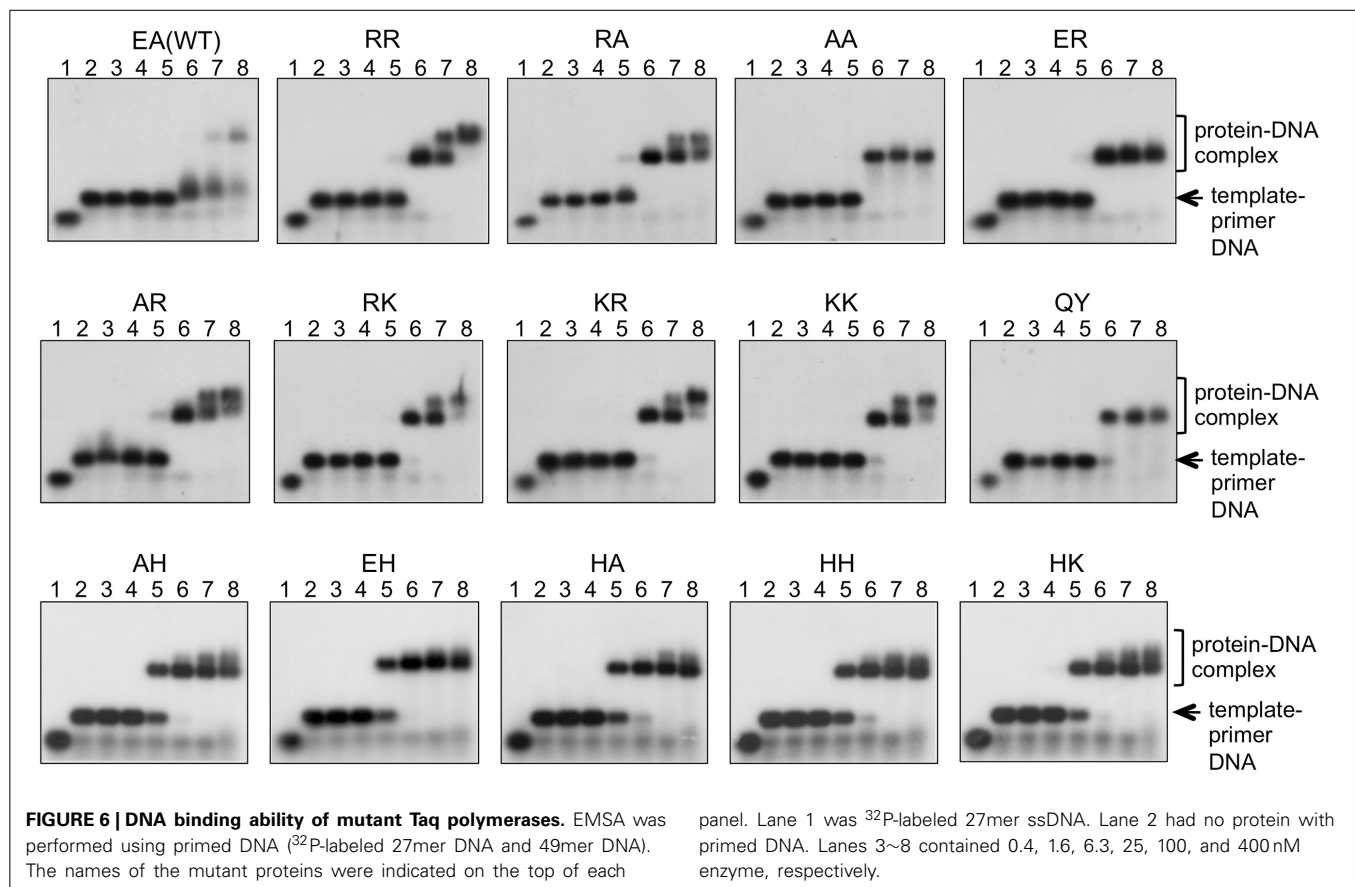 EA(WT) RR RA AA ER
1 2 3 4 5 6 7 8 1 2 3 4 5 6 7 8 1 2 3 4 5 6 7 8 1 2 3 4 5 6 7 8 1 2 3 4 5 6 7 8
protein-DNA
complex
template-
primer
DNA
AR RK KR KK QY
1 2 3 4 5 6 7 8 1 2 3 4 5 6 7 8 1 2 3 4 5 6 7 8 1 2 3 4 5 6 7 8 1 2 3 4 5 6 7 8
protein-DNA
complex
template-
primer
DNA
AH EH HA HH HK
1 2 3 4 5 6 7 8 1 2 3 4 5 6 7 8 1 2 3 4 5 6 7 8 1 2 3 4 5 6 7 8 1 2 3 4 5 6 7 8
protein-DNA
complex
template-
primer
DNA
FIGURE 6 | DNA binding ability of mutant Taq polymerases. EMSA was
performed using primed DNA (³²P-labeled 27mer DNA and 49mer DNA).
The names of the mutant proteins were indicated on the top of each
panel. Lane 1 was ³²P-labeled 27mer ssDNA. Lane 2 had no protein with
primed DNA. Lanes 3~8 contained 0.4, 1.6, 6.3, 25, 100, and 400 nM
enzyme, respectively.